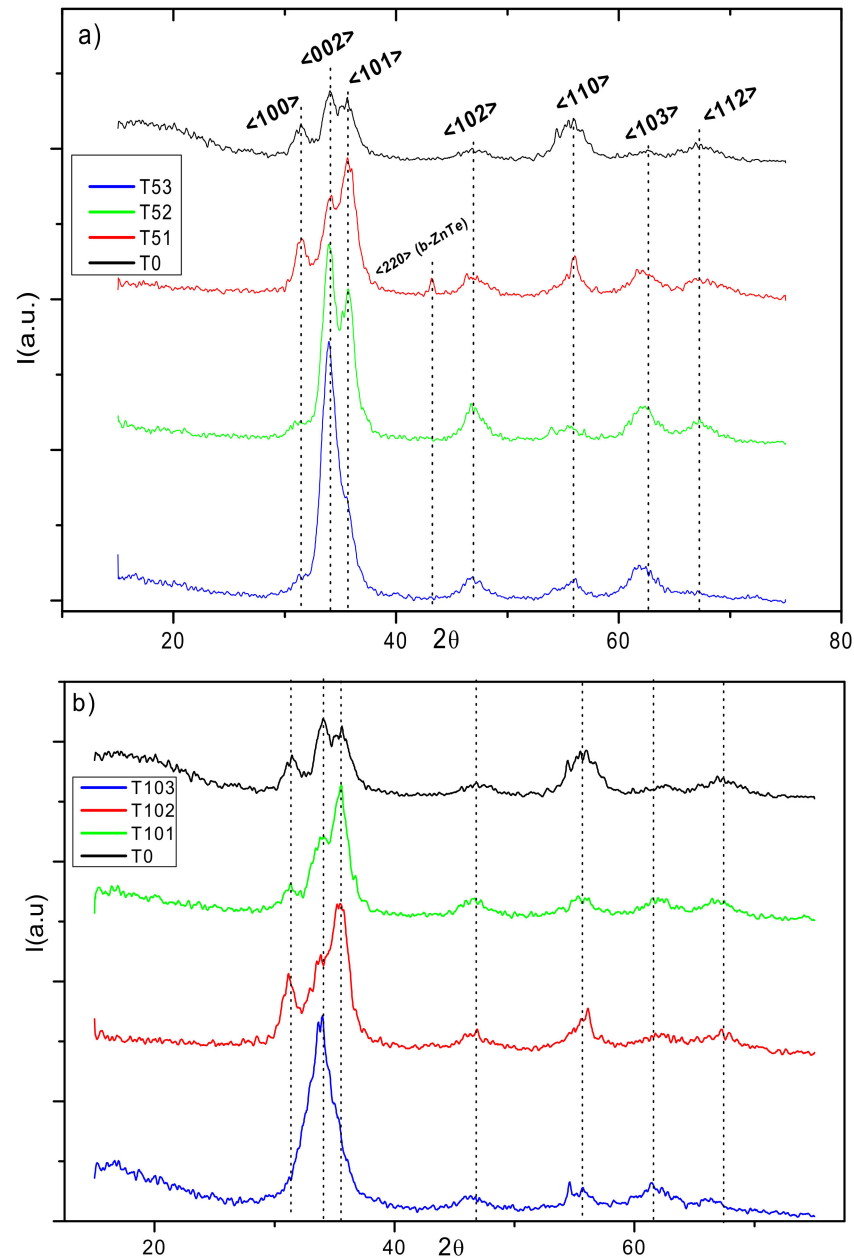 a)
<002>
<101>
<100>
<110>
<112>
<102>
<103>
T53
T52
T51
T0
<220> (b-ZnTe)
I(a.u.)
20 40 60 80
2θ
b)
T103
T102
T101
T0
I(a.u)
20 40 60
2θ